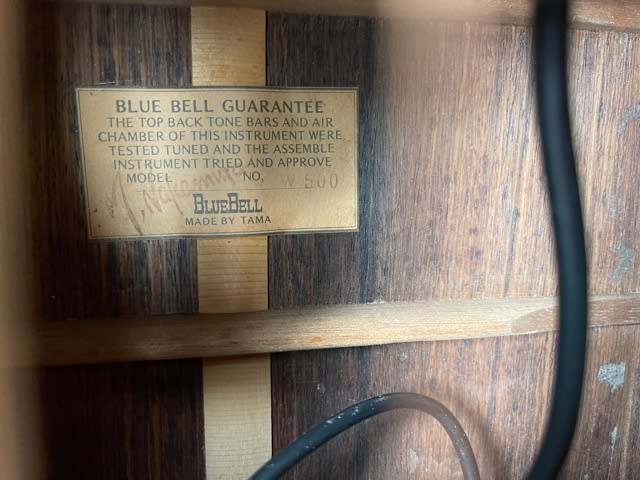 BLUE BELL GUARANTEE
THE TOP BACK TONE BARS AND AIR
CHAMBER OF THIS INSTRUMENT WERE
TESTED TUNED AND THE ASSEMBLE
INSTRUMENT TRIED AND APPROVE
MODEL NO, W 500
BLUEBELL
MADE BY TAMA